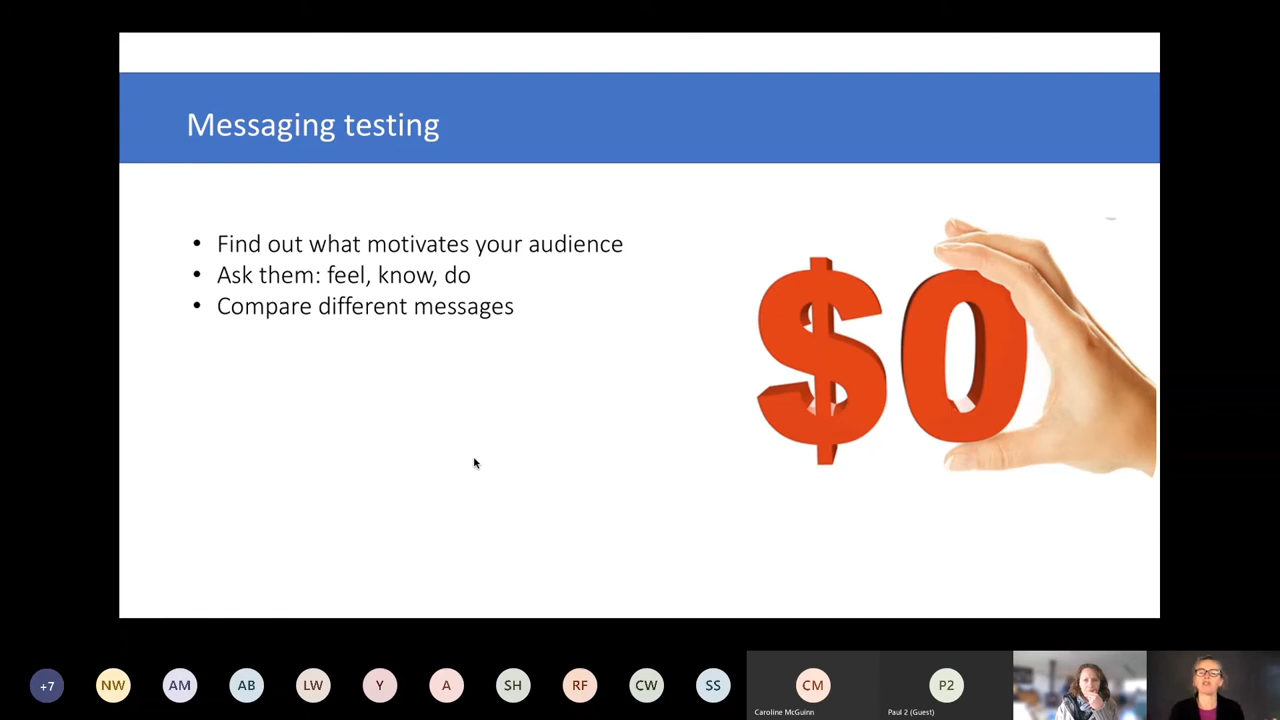 Messaging testing
• Find out what motivates your audience
• Ask them: feel, know, do
• Compare different messages
$0
+7
NW
AM
AB
LW
Y
A
SH
RF
CW
SS
CM
Caroline McGuinn
P2
Paul 2 (Guest)